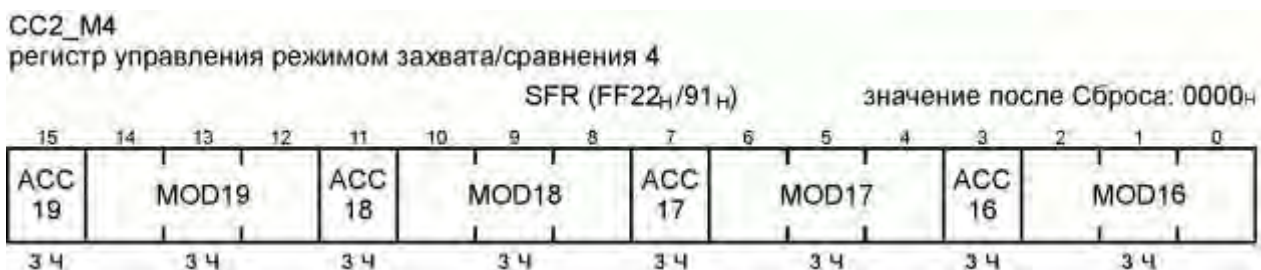 CC2_M4
регистр управления режимом захвата/сравнения 4
SFR (FF22H/91H) значение после Сброса: 0000H
15 14 13 12 11 10 9 8 7 6 5 4 3 2 1 0
ACC 19 MOD19 ACC 18 MOD18 ACC 17 MOD17 ACC 16 MOD16
З Ч З Ч З Ч З Ч З Ч З Ч З Ч З Ч